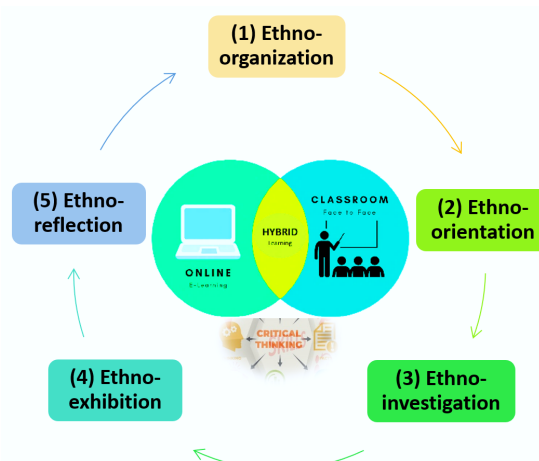 (1) Ethno-
organization
(2) Ethno-
orientation
(3) Ethno-
investigation
(4) Ethno-
exhibition
(5) Ethno-
reflection
ONLINE
E-Learning
HYBRID
Learning
CLASSROOM
Face to Face
CRITICAL
THINKING